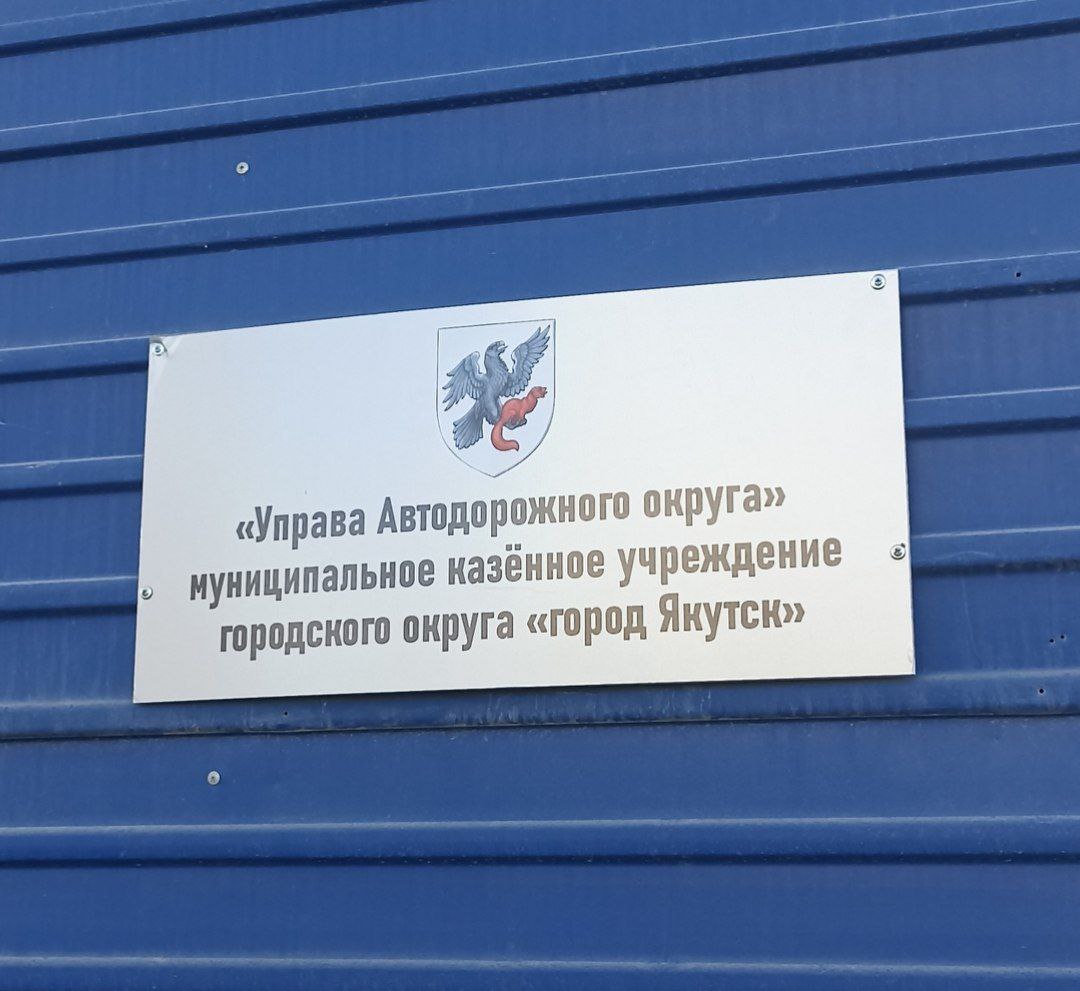 «Управа Автодорожного округа»
муниципальное казённое учреждение
городского округа «город Якутск»